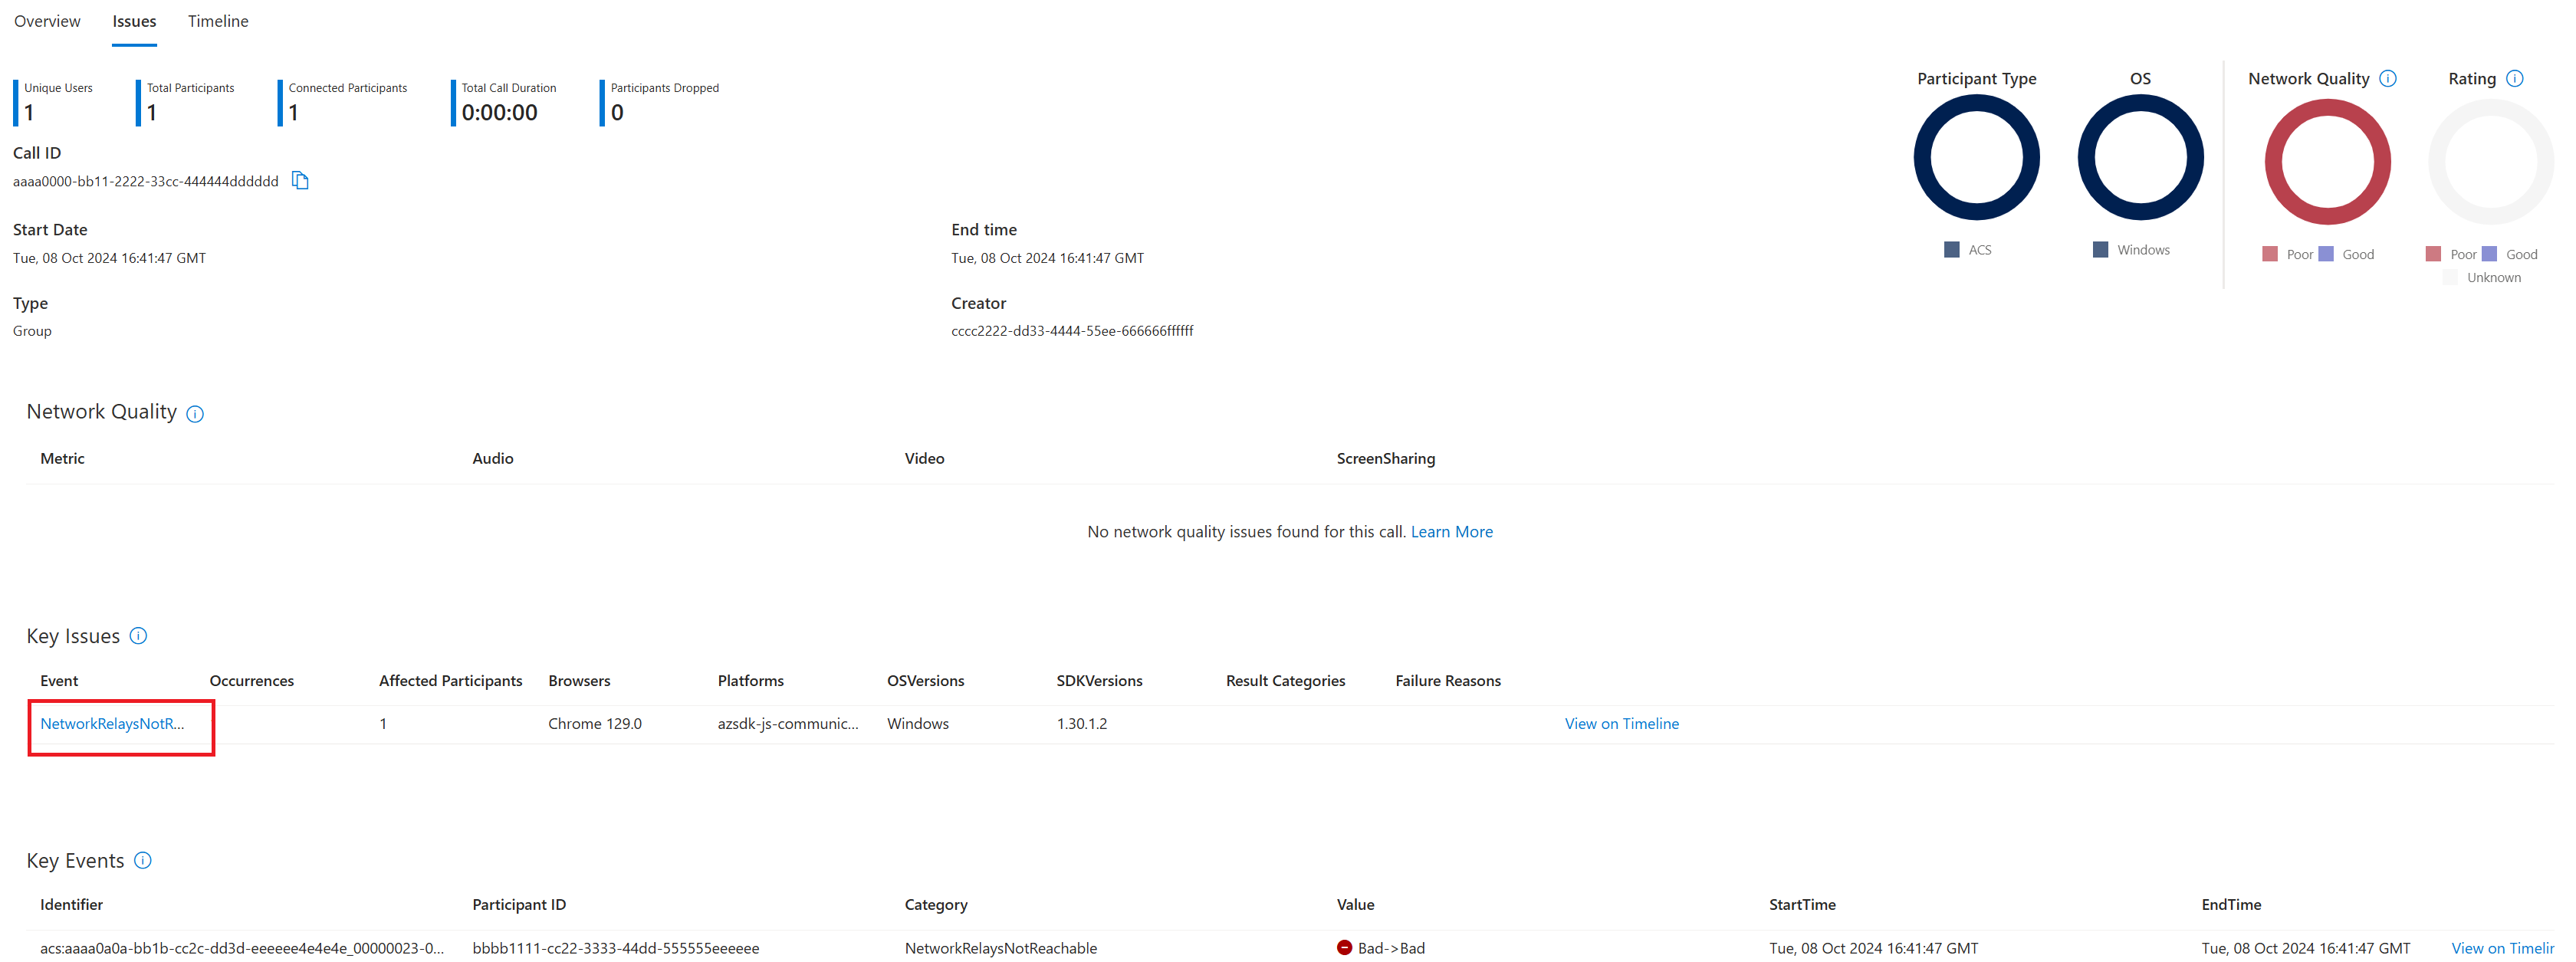 Overview Issues Timeline
Unique Users Total Participants Connected Participants Total Call Duration Participants Dropped
1 1 1 0:00:00 0
Participant Type OS Network Quality Rating
Call ID
aaaa0000-bb11-2222-33cc-444444dddddd
Start Date End time
Tue, 08 Oct 2024 16:41:47 GMT Tue, 08 Oct 2024 16:41:47 GMT
ACS Windows Poor Good Poor Good
Unknown
Type Creator
Group cccc2222-dd33-4444-55ee-666666ffffff
Network Quality
Metric Audio Video ScreenSharing
No network quality issues found for this call. Learn More
Key Issues
Event Occurrences Affected Participants Browsers Platforms OSVersions SDKVersions Result Categories Failure Reasons
NetworkRelaysNotR... 1 Chrome 129.0 azsdk-js-communic... Windows 1.30.1.2 View on Timeline
Key Events
Identifier Participant ID Category Value StartTime EndTime
acs:aaaa0a0a-bb1b-cc2c-dd3d-eeeeee4e4e4e_00000023-0... bbbb1111-cc22-3333-44dd-555555eeeeee NetworkRelaysNotReachable Bad->Bad Tue, 08 Oct 2024 16:41:47 GMT Tue, 08 Oct 2024 16:41:47 GMT View on Timelin